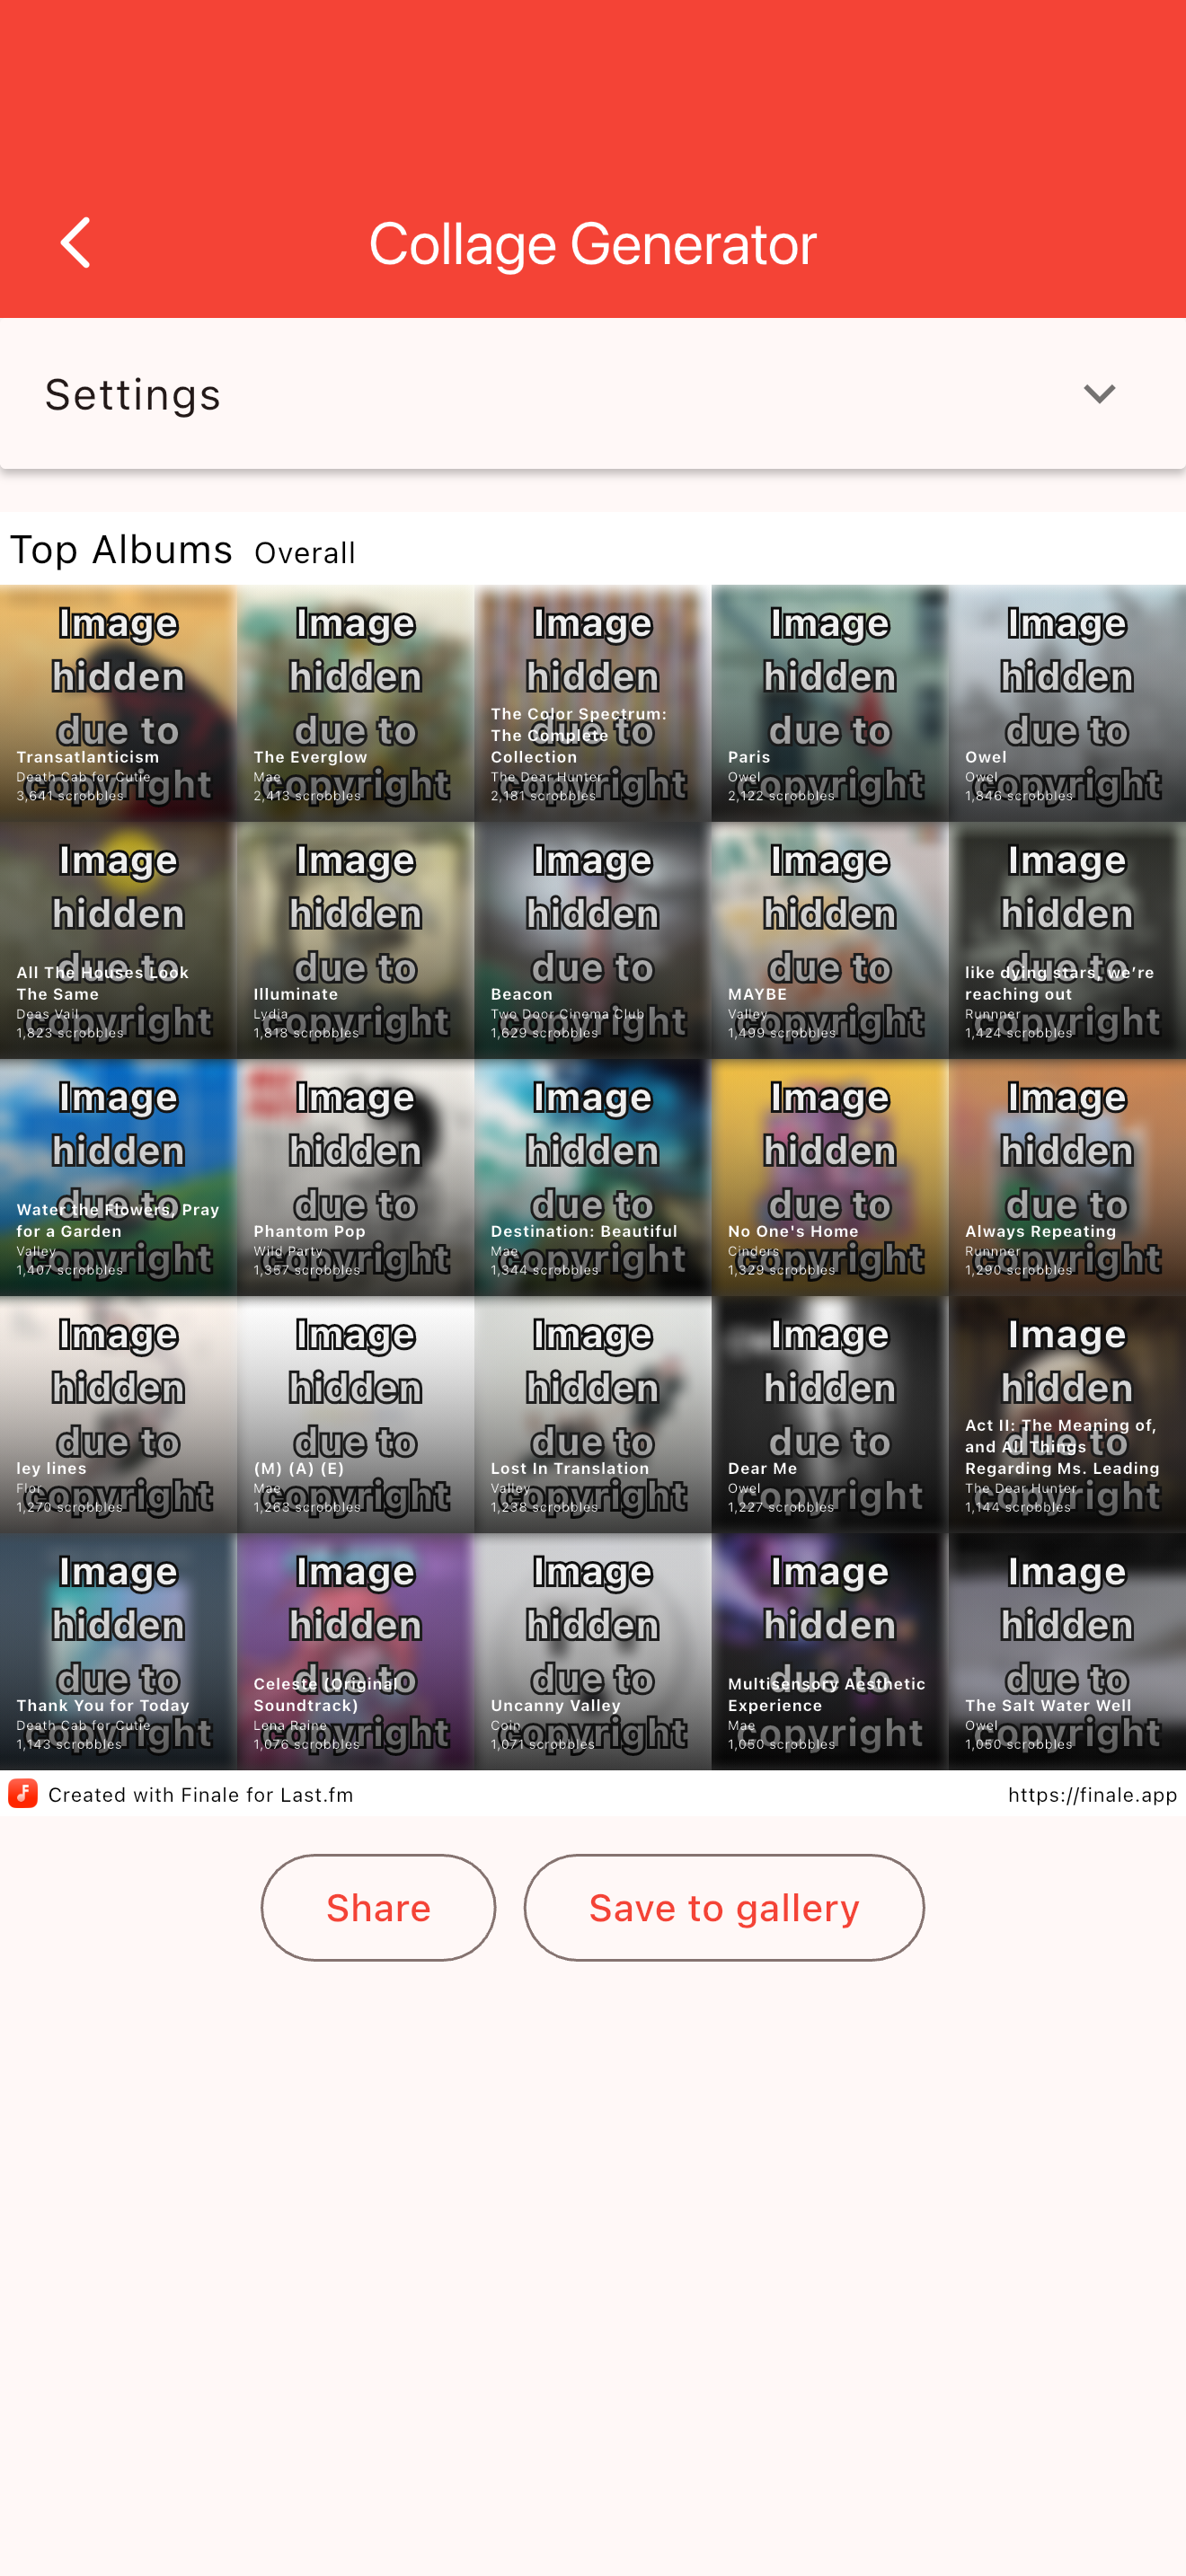 Collage Generator
Settings
Top Albums Overall
Image
hidden
due to
copyright
Transatlanticism
Death Cab for Cutie
3,641 scrobbles
Image
hidden
due to
copyright
The Everglow
Mae
2,413 scrobbles
Image
hidden
due to
copyright
The Color Spectrum:
The Complete
Collection
The Dear Hunter
2,181 scrobbles
Image
hidden
due to
copyright
Paris
Owel
2,122 scrobbles
Image
hidden
due to
copyright
Owel
Owel
1,846 scrobbles
Image
hidden
due to
copyright
All The Houses Look
The Same
Deas Vail
1,823 scrobbles
Image
hidden
due to
copyright
Illuminate
Lydia
1,818 scrobbles
Image
hidden
due to
copyright
Beacon
Two Door Cinema Club
1,629 scrobbles
Image
hidden
due to
copyright
MAYBE
Valley
1,499 scrobbles
Image
hidden
due to
copyright
like dying stars, we’re
reaching out
Runnner
1,424 scrobbles
Image
hidden
due to
copyright
Water the Flowers, Pray
for a Garden
Valley
1,407 scrobbles
Image
hidden
due to
copyright
Phantom Pop
Wild Party
1,357 scrobbles
Image
hidden
due to
copyright
Destination: Beautiful
Mae
1,344 scrobbles
Image
hidden
due to
copyright
No One's Home
Cinders
1,329 scrobbles
Image
hidden
due to
copyright
Always Repeating
Runnner
1,290 scrobbles
Image
hidden
due to
copyright
ley lines
Flor
1,270 scrobbles
Image
hidden
due to
copyright
(M) (A) (E)
Mae
1,263 scrobbles
Image
hidden
due to
copyright
Lost In Translation
Valley
1,238 scrobbles
Image
hidden
due to
copyright
Dear Me
Owel
1,227 scrobbles
Image
hidden
due to
copyright
Act II: The Meaning of,
and All Things
Regarding Ms. Leading
The Dear Hunter
1,144 scrobbles
Image
hidden
due to
copyright
Thank You for Today
Death Cab for Cutie
1,143 scrobbles
Image
hidden
due to
copyright
Celeste (Original
Soundtrack)
Lena Raine
1,076 scrobbles
Image
hidden
due to
copyright
Uncanny Valley
Coin
1,071 scrobbles
Image
hidden
due to
copyright
Multisensory Aesthetic
Experience
Mae
1,050 scrobbles
Image
hidden
due to
copyright
The Salt Water Well
Owel
1,050 scrobbles
Created with Finale for Last.fm
https://finale.app
Share
Save to gallery